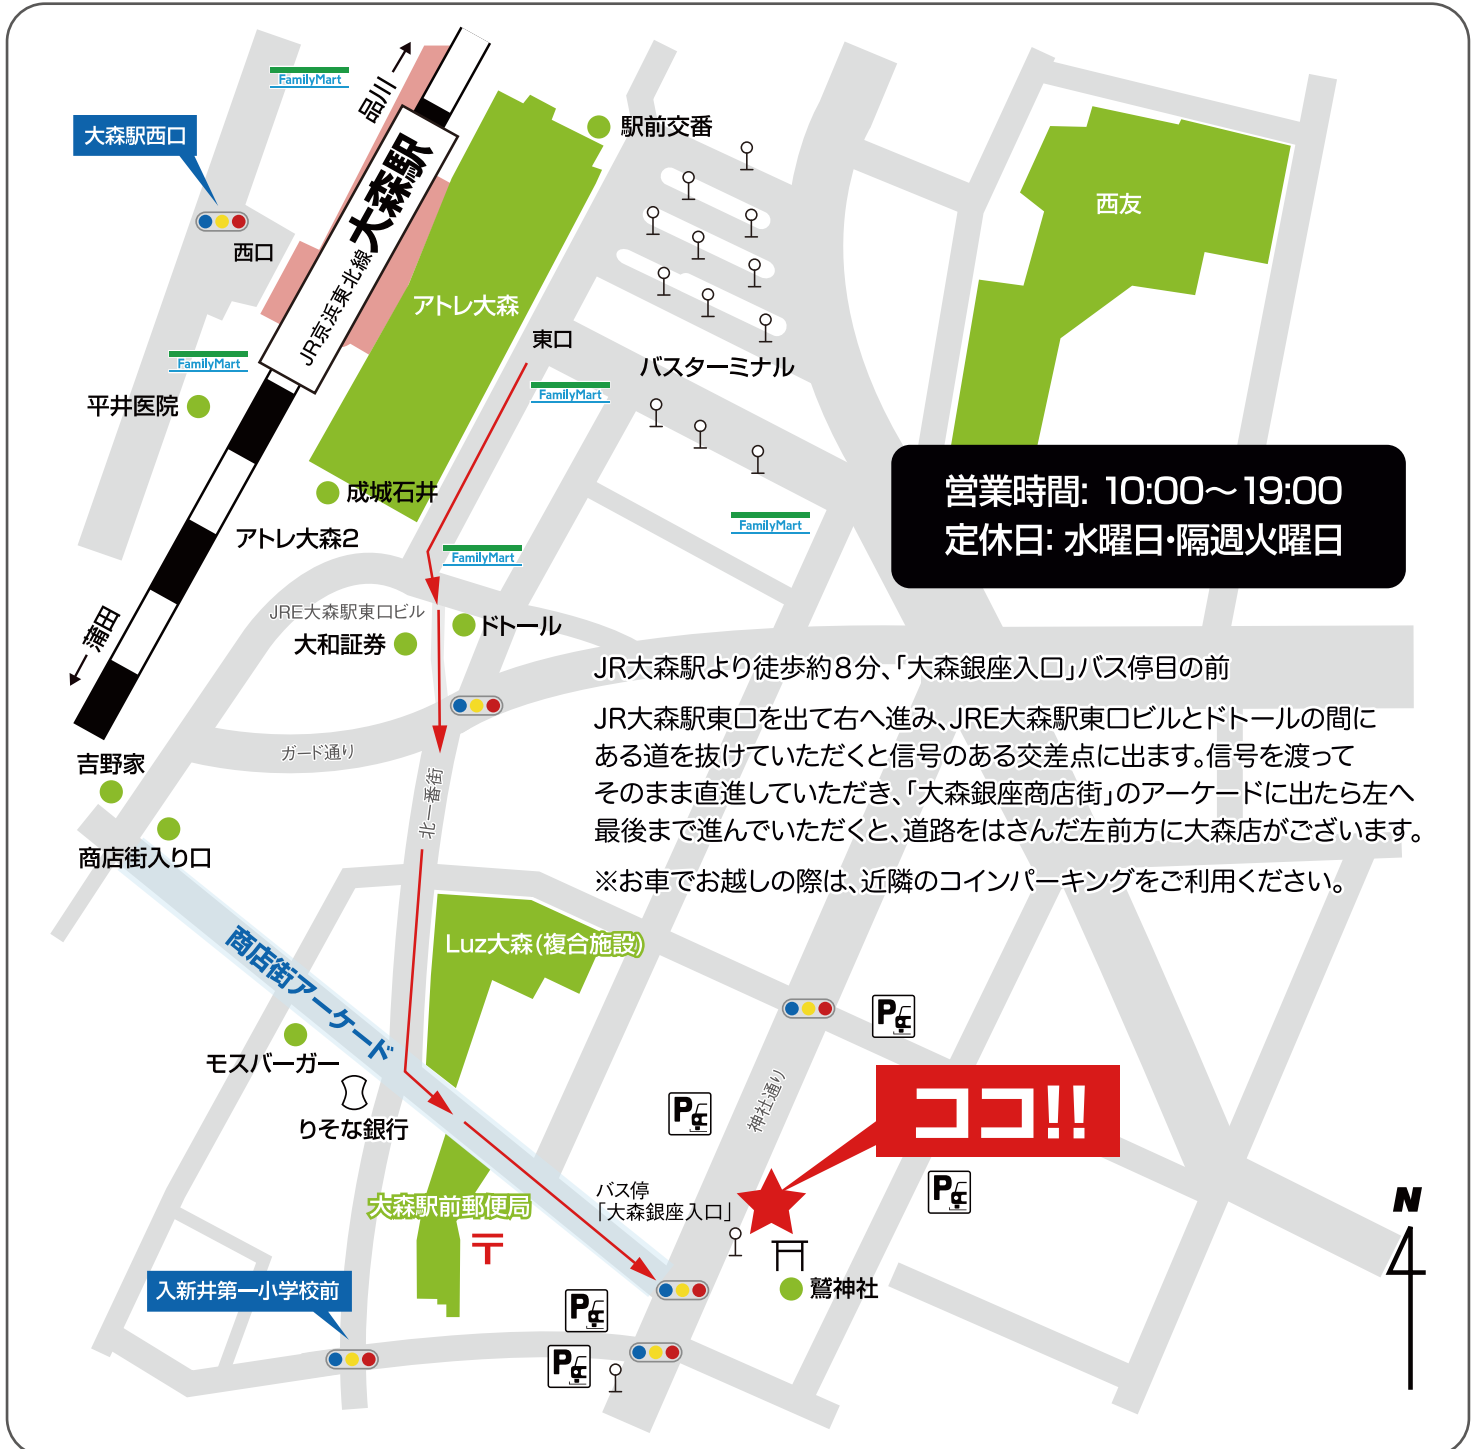 FamilyMart
品川
大森駅西口
駅前交番
大森駅
JR京浜東北線
西口
西友
アトレ大森
東口
バスターミナル
FamilyMart
FamilyMart
平井医院
成城石井
アトレ大森2
FamilyMart
FamilyMart
営業時間: 10:00〜19:00
定休日: 水曜日・隔週火曜日
蒲田
JRE大森駅東口ビル
大和証券
ドトール
JR大森駅より徒歩約8分、「大森銀座入口」バス停目の前
JR大森駅東口を出て右へ進み、JRE大森駅東口ビルとドトールの間に
ある道を抜けていただくと信号のある交差点に出ます。信号を渡って
そのまま直進していただき、「大森銀座商店街」のアーケードに出たら左へ
最後まで進んでいただくと、道路をはさんだ左前方に大森店がございます。
※お車でお越しの際は、近隣のコインパーキングをご利用ください。
ガード通り
吉野家
北一番街
商店街入り口
商店街アーケード
Luz大森(複合施設)
モスバーガー
りそな銀行
P
P
神社通り
ココ!!
P
大森駅前郵便局
〒
バス停
「大森銀座入口」
鷲神社
入新井第一小学校前
P
P
N